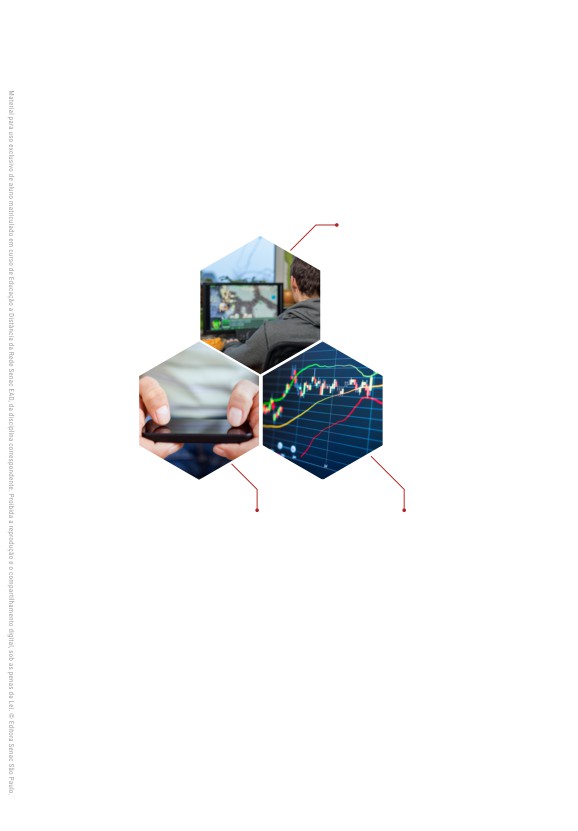 Material para uso exclusivo de aluno matriculado em curso de Educação a Distância da Rede Senac EAD, da disciplina correspondente. Proibida a reprodução e o compartilhamento digital, sob as penas da Lei. © Editora Senac São Paulo.